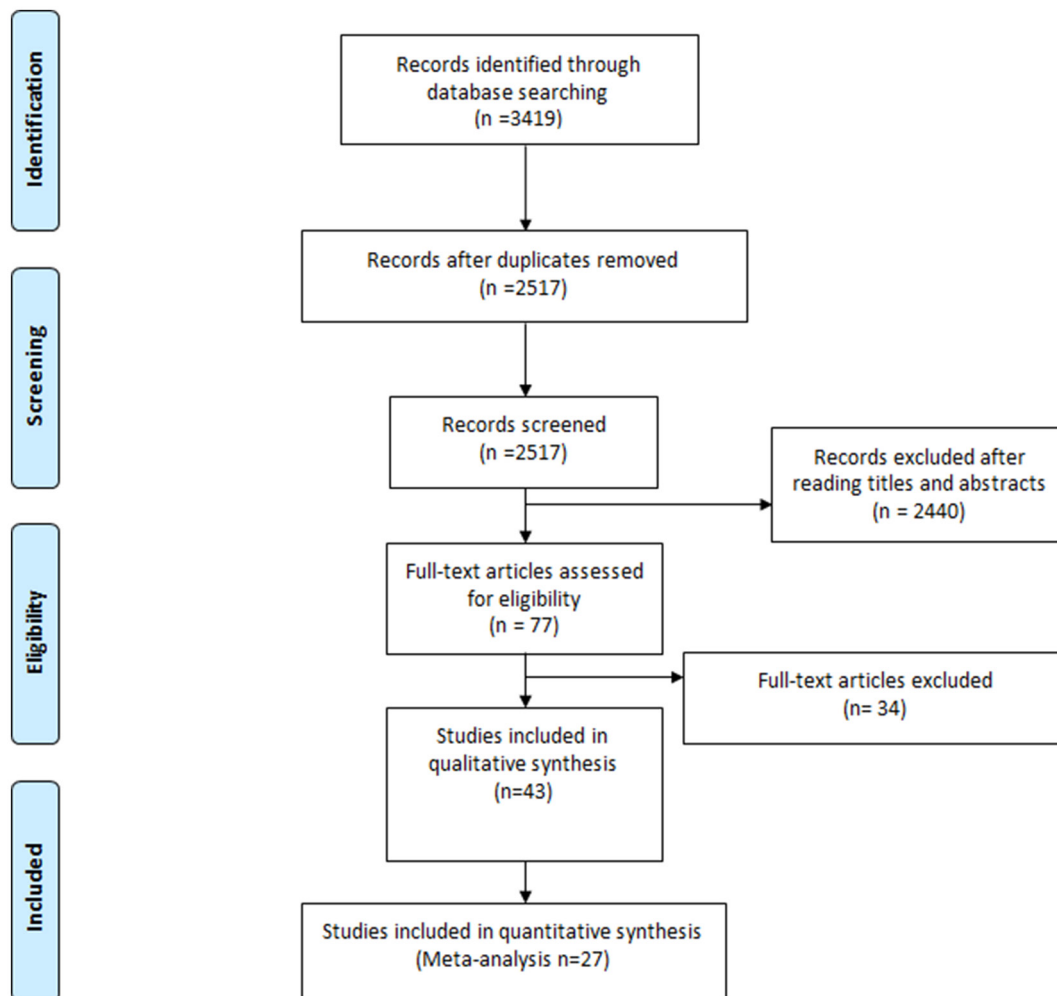 Identification
Records identified through
database searching
(n =3419)
Records after duplicates removed
(n =2517)
Screening
Records screened
(n =2517)
Records excluded after
reading titles and abstracts
(n = 2440)
Eligibility
Full-text articles assessed
for eligibility
(n = 77)
Full-text articles excluded
(n= 34)
Studies included in
qualitative synthesis
(n=43)
Included
Studies included in quantitative synthesis
(Meta-analysis n=27)